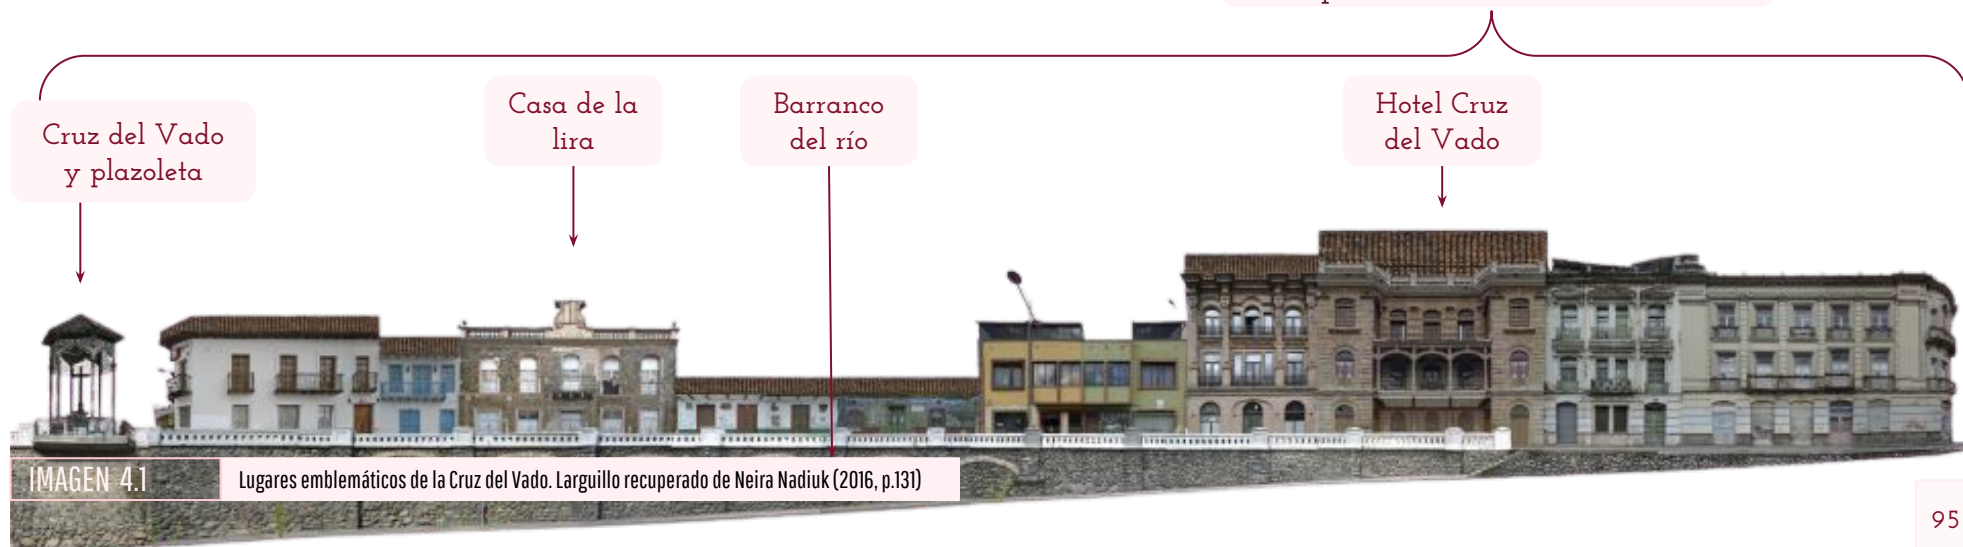 Cruz del Vado
y plazoleta
Casa de la
lira
Barranco
del río
Hotel Cruz
del Vado
IMAGEN 4.1
Lugares emblemáticos de la Cruz del Vado. Larguillo recuperado de Neira Nadiuk (2016, p.131)
95